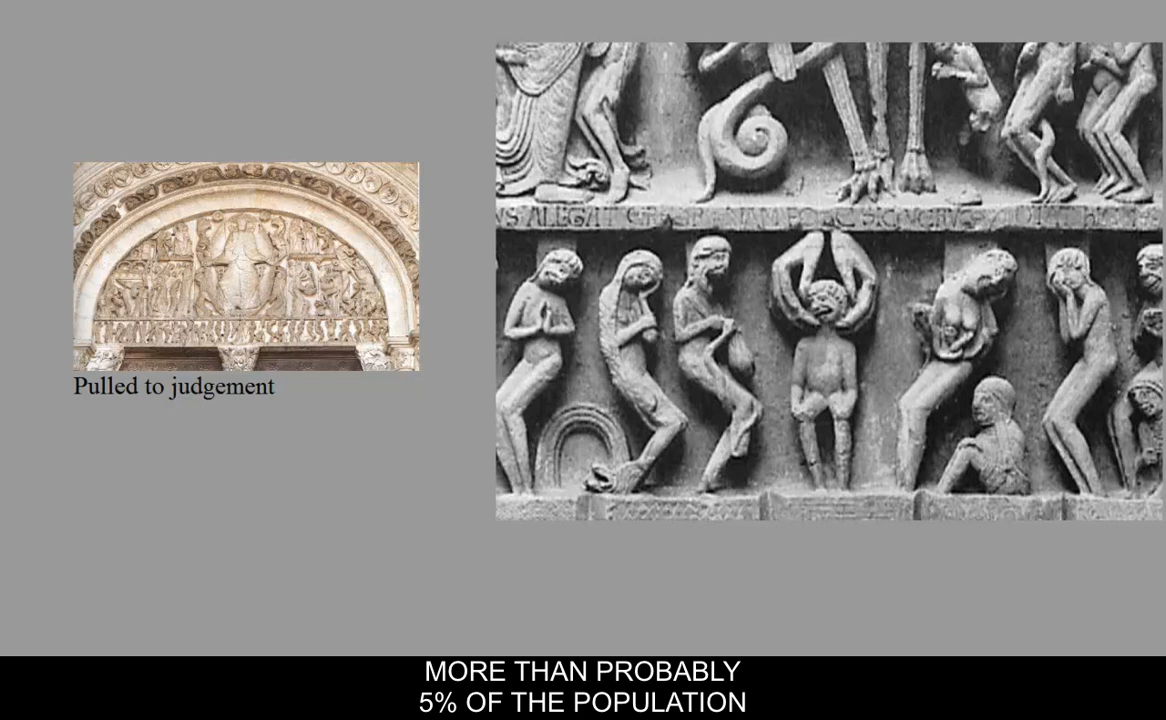 Pulled to judgement
MORE THAN PROBABLY
5% OF THE POPULATION